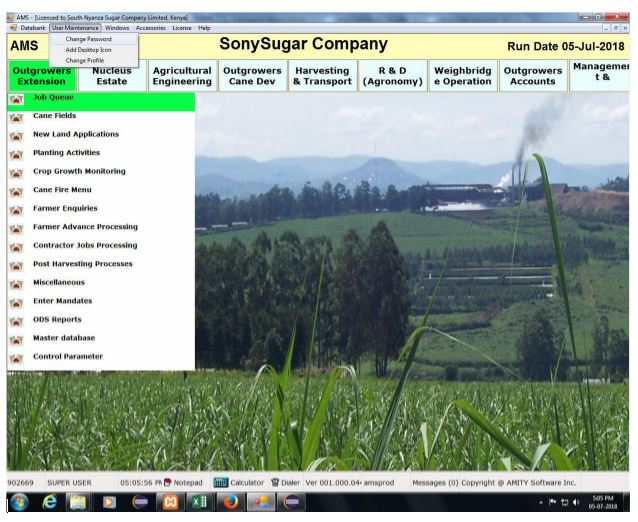 AMS - [Licensed to South Nyanza Sugar Company Limited, Kenya]
Database User Maintenance Windows Accessories License Help
Change Password
Add Desktop Icon
Change Profile
AMS SonySugar Company Run Date 05-Jul-2018
Outgrowers Extension
Nucleus Estate
Agricultural Engineering
Outgrowers Cane Dev
Harvesting & Transport
R & D (Agronomy)
Weighbridg e Operation
Outgrowers Accounts
Managemen t &
Job Queue
Cane Fields
New Land Applications
Planting Activities
Crop Growth Monitoring
Cane Fire Menu
Farmer Enquiries
Farmer Advance Processing
Contractor Jobs Processing
Post Harvesting Processes
Miscellaneous
Enter Mandates
ODS Reports
Master database
Control Parameter
902669 SUPER USER 05:05:56 PM Notepad Calculator Dialer Ver 001.000.04 amsprod Messages (0) Copyright @ AMITY Software Inc.
5:05 PM
05-07-2018